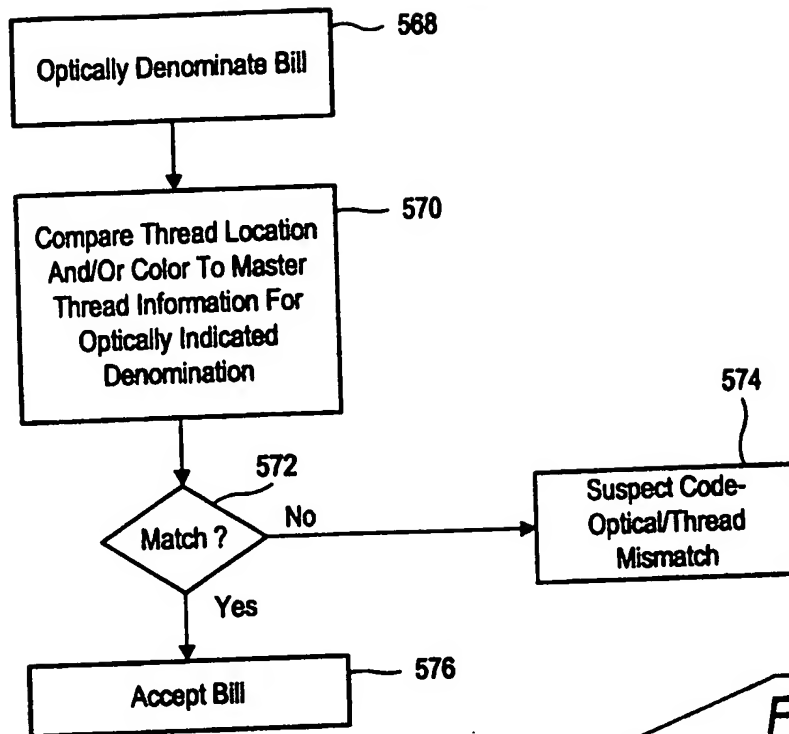 568
Optically Denominate Bill
570
Compare Thread Location
And/Or Color To Master
Thread Information For
Optically Indicated
Denomination
574
572
Match ?
No
Suspect Code-
Optical/Thread
Mismatch
Yes
576
Accept Bill